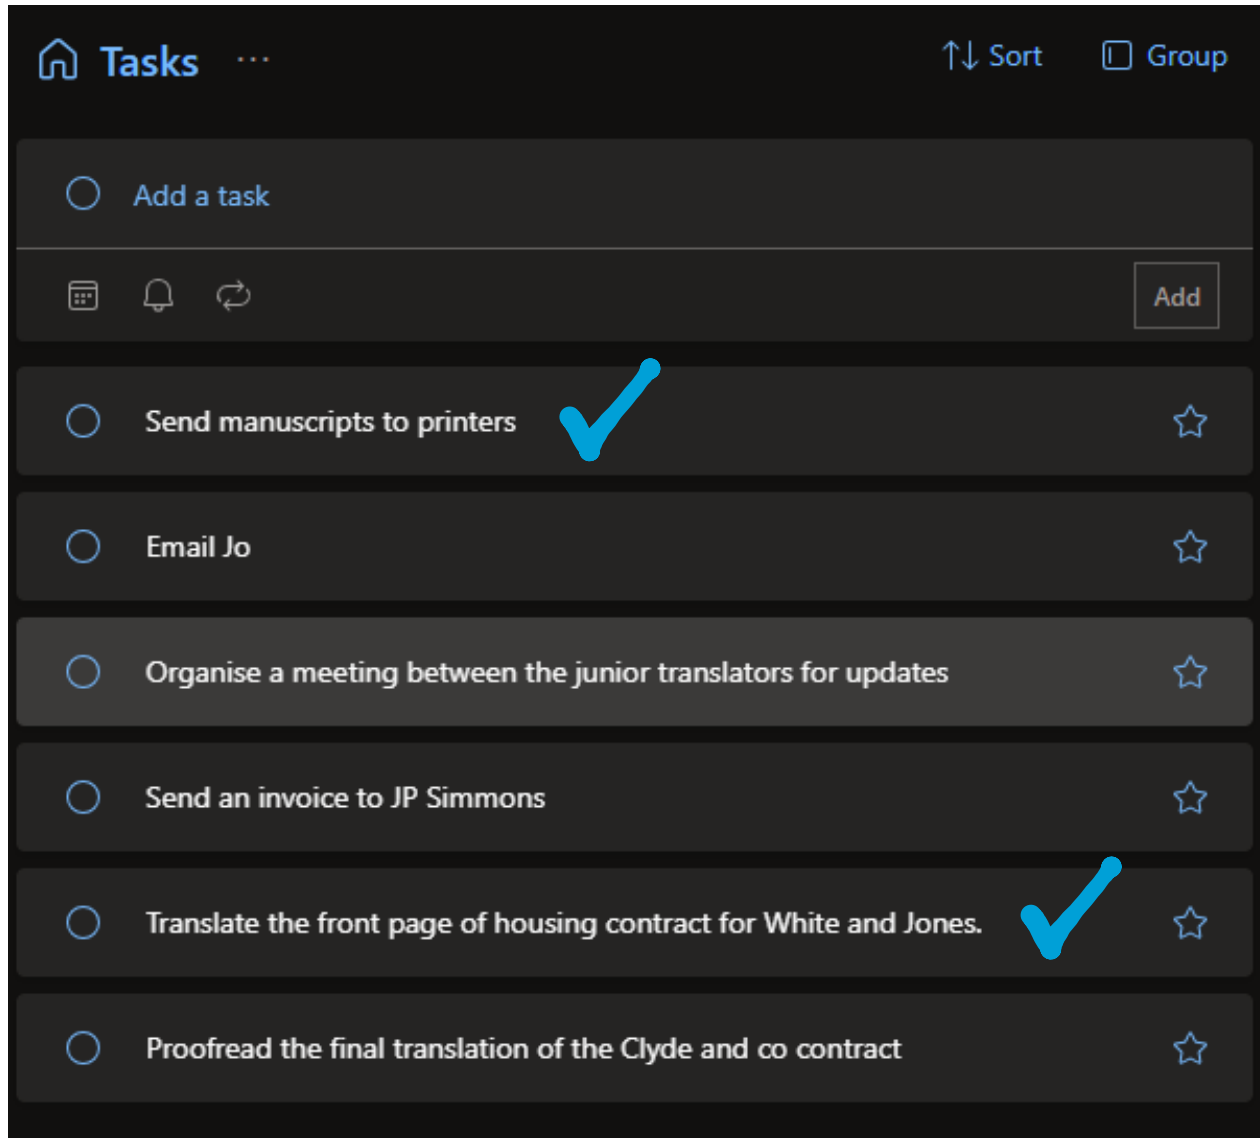 Tasks ...
Sort
Group
Add a task
Add
Send manuscripts to printers
Email Jo
Organise a meeting between the junior translators for updates
Send an invoice to JP Simmons
Translate the front page of housing contract for White and Jones.
Proofread the final translation of the Clyde and co contract